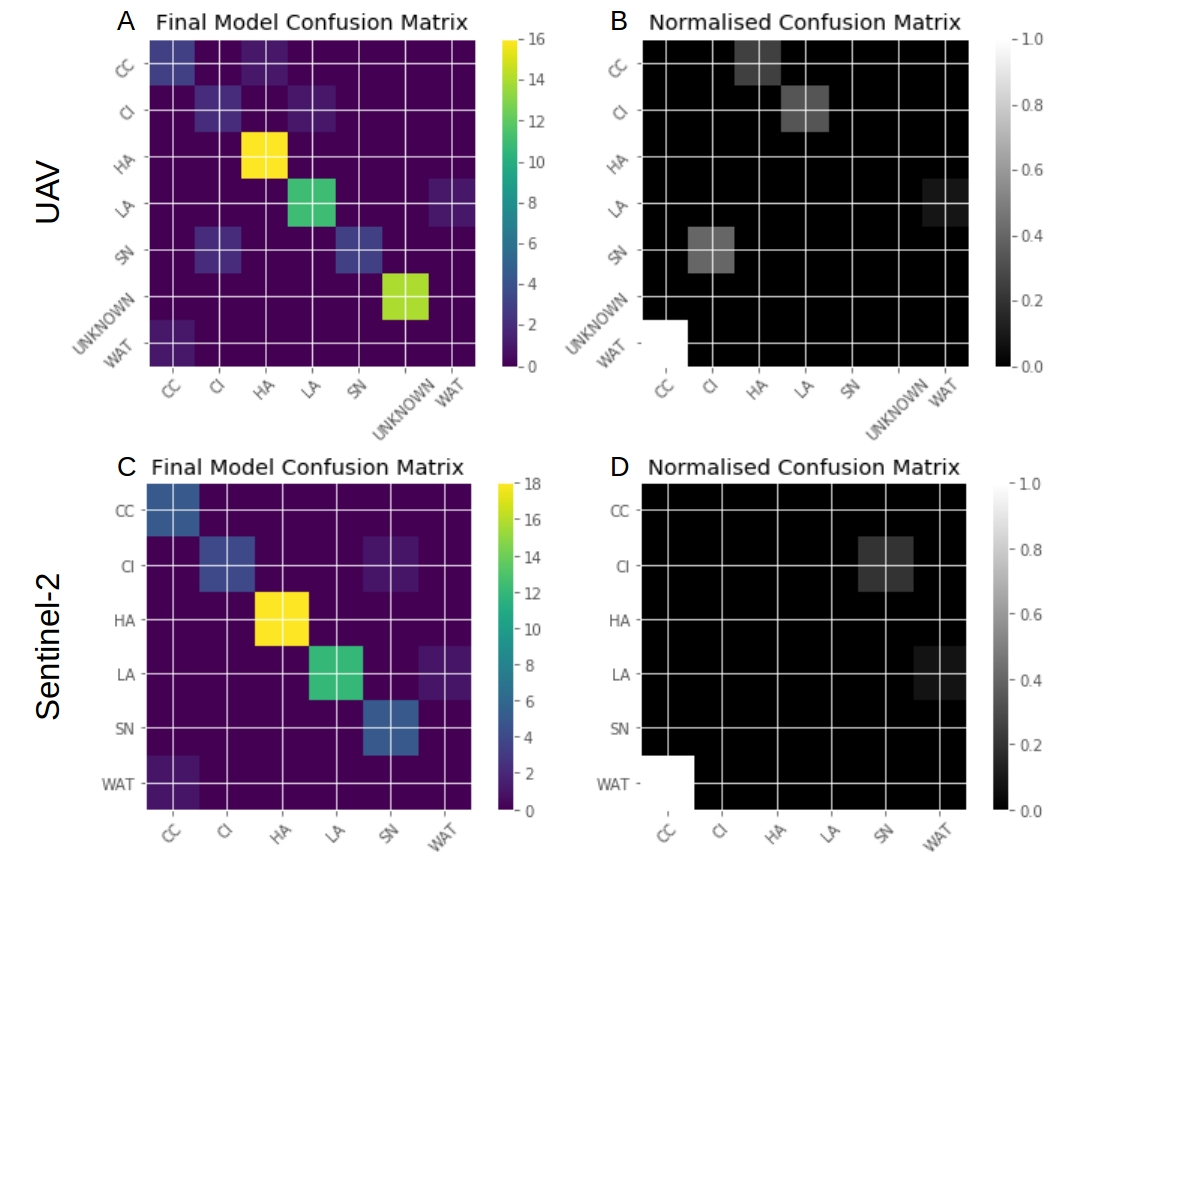 A Final Model Confusion Matrix
B Normalised Confusion Matrix
UAV
CC
CI
HA
LA
SN
UNKNOWN
WAT
CC CI HA LA SN UNKNOWN WAT
16
14
12
10
8
6
4
2
0
CC
CI
HA
LA
SN
UNKNOWN
WAT
CC CI HA LA SN UNKNOWN WAT
1.0
0.8
0.6
0.4
0.2
0.0
C Final Model Confusion Matrix
D Normalised Confusion Matrix
Sentinel-2
CC
CI
HA
LA
SN
WAT
CC CI HA LA SN WAT
18
16
14
12
10
8
6
4
2
0
CC
CI
HA
LA
SN
WAT
CC CI HA LA SN WAT
1.0
0.8
0.6
0.4
0.2
0.0